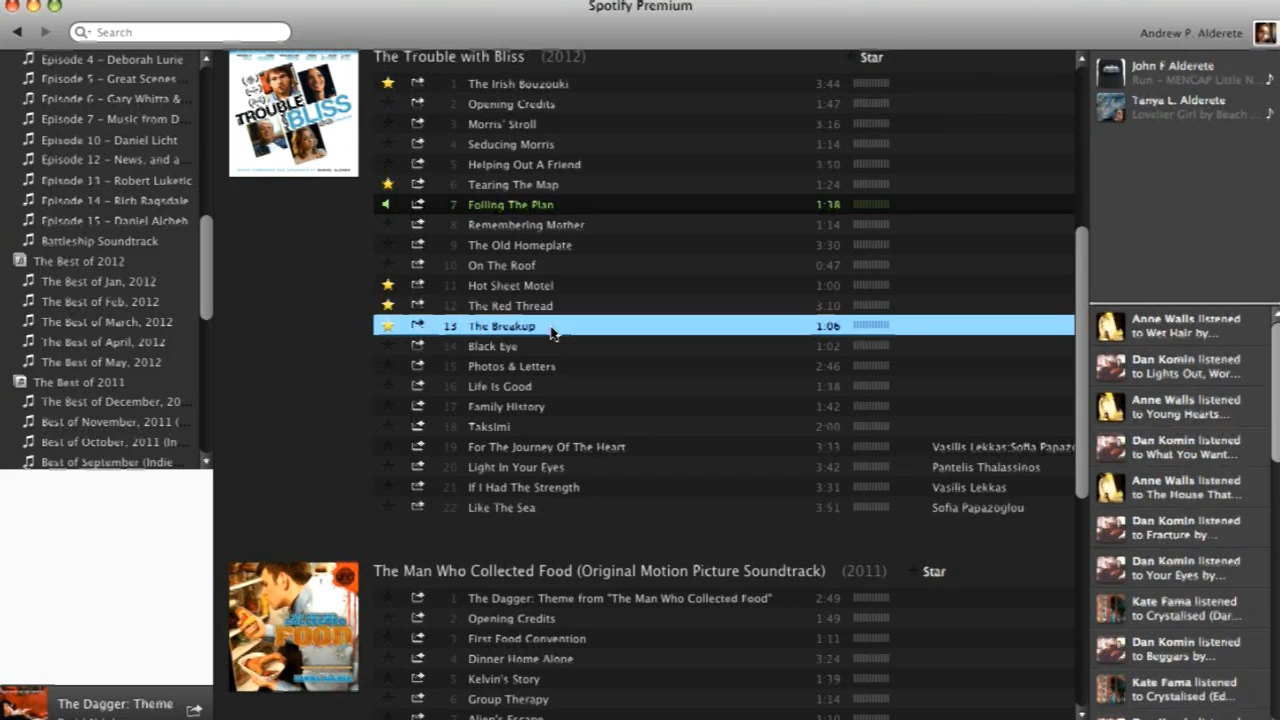 Spotify Premium
Search
Andrew P. Alderete
Episode 4 - Deborah Lurie
Episode 5 - Great Scenes...
Episode 6 - Gary Whitta &...
Episode 7 - Music from D...
Episode 10 - Daniel Licht
Episode 12 - News, and a...
Episode 13 - Robert Luketic
Episode 14 - Rich Ragsdale
Episode 15 - Daniel Alcheh
Battleship Soundtrack
The Best of 2012
The Best of Jan, 2012
The Best of Feb, 2012
The Best of March, 2012
The Best of April, 2012
The Best of May, 2012
The Best of 2011
The Best of December, 20...
Best of November, 2011 (...
Best of October, 2011 (In...
Best of September (Indie...
The Dagger: Theme
TROUBLE
BLISS
The Trouble with Bliss (2012) Star
1 The Irish Bouzouki 3:44
2 Opening Credits 1:47
3 Morris' Stroll 3:16
4 Seducing Morris 1:14
5 Helping Out A Friend 3:50
6 Tearing The Map 1:24
7 Foiling The Plan 1:38
8 Remembering Mother 1:14
9 The Old Homeplate 3:30
10 On The Roof 0:47
11 Hot Sheet Motel 1:00
12 The Red Thread 3:10
13 The Breakup 1:06
14 Black Eye 1:02
15 Photos & Letters 2:46
16 Life Is Good 1:18
17 Family History 1:42
18 Taksimi 2:00
19 For The Journey Of The Heart 3:33 Vasilis Lekkas;Sofia Papazo
20 Light In Your Eyes 3:42 Pantelis Thalassinos
21 If I Had The Strength 3:31 Vasilis Lekkas
22 Like The Sea 3:51 Sofia Papazoglou
FOOD
The Man Who Collected Food (Original Motion Picture Soundtrack) (2011) Star
1 The Dagger: Theme from "The Man Who Collected Food" 2:49
2 Opening Credits 1:49
3 First Food Convention 1:11
4 Dinner Home Alone 3:24
5 Kelvin's Story 1:39
6 Group Therapy 1:14
7 Alien's Escape 1:10
John F Alderete
Run – MENCAP Little N...
Tanya L. Alderete
Lovelier Girl by Beach ...
Anne Walls listened
to Wet Hair by...
Dan Komin listened
to Lights Out, Wor...
Anne Walls listened
to Young Hearts...
Dan Komin listened
to What You Want...
Anne Walls listened
to The House That...
Dan Komin listened
to Fracture by...
Dan Komin listened
to Your Eyes by...
Kate Fama listened
to Crystalised (Dar...
Dan Komin listened
to Beggars by...
Kate Fama listened
to Crystalised (Ed...